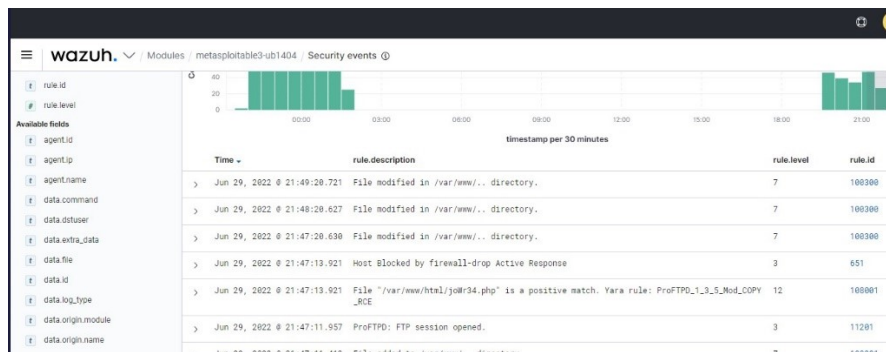 wazuh. / Modules / metasploitable3-ub1404 / Security events
t rule.id
# rule.level
Available fields
t agent.id
t agent.ip
t agent.name
t data.command
t data.dstuser
t data.extra_data
t data.file
t data.id
t data.log_type
t data.origin.module
t data.origin.name
40
20
0
00:00 03:00 06:00 09:00 12:00 15:00 18:00 21:00
timestamp per 30 minutes
Time rule.description rule.level rule.id
Jun 29, 2022 @ 21:49:20.721 File modified in /var/www/.. directory. 7 100300
Jun 29, 2022 @ 21:48:20.627 File modified in /var/www/.. directory. 7 100300
Jun 29, 2022 @ 21:47:20.630 File modified in /var/www/.. directory. 7 100300
Jun 29, 2022 @ 21:47:13.921 Host Blocked by firewall-drop Active Response 3 651
Jun 29, 2022 @ 21:47:13.921 File "/var/www/html/joWr34.php" is a positive match. Yara rule: ProFTPD_1_3_5_Mod_COPY 12 108001
_RCE
Jun 29, 2022 @ 21:47:11.957 ProFTPD: FTP session opened. 3 11201